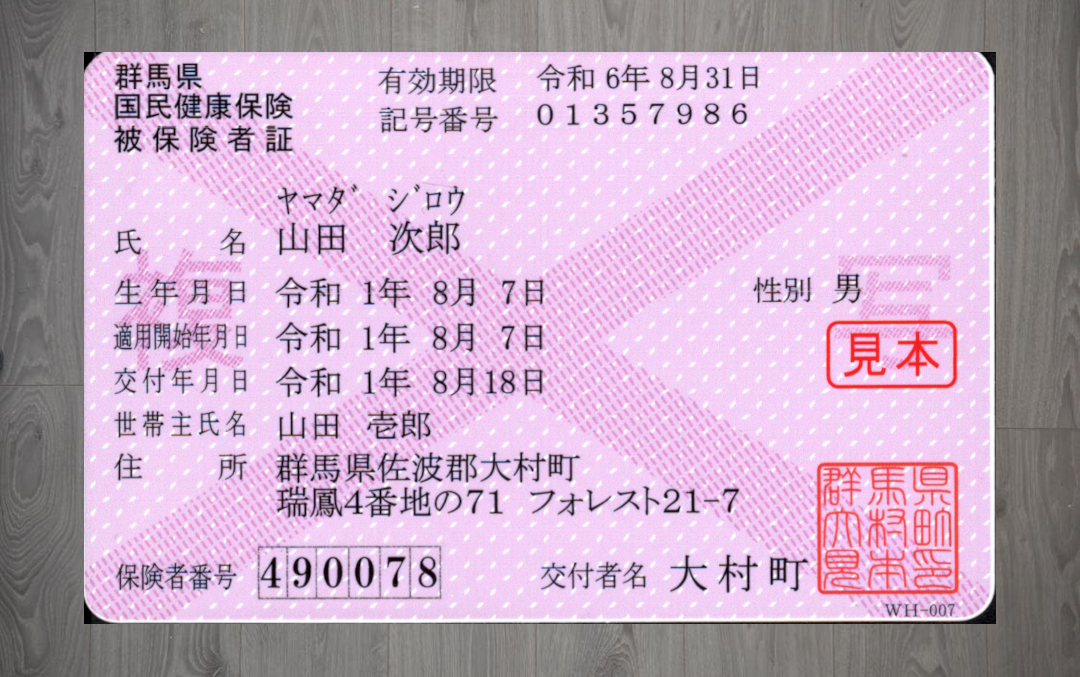 群馬県
国民健康保険
被保険者証
有効期限 令和 6年 8月31日
記号番号 01357986
ﾔﾏﾀﾞ ｼﾞﾛｳ
氏名 山田 次郎
生年月日 令和 1年 8月 7日
性別 男
適用開始年月日 令和 1年 8月 7日
見本
交付年月日 令和 1年 8月18日
世帯主氏名 山田 壱郎
住所 群馬県佐波郡大村町
瑞鳳4番地の71 フォレスト21-7
保険者番号 490078
交付者名 大村町
群馬県
大村町
見本印
WH-007
複写